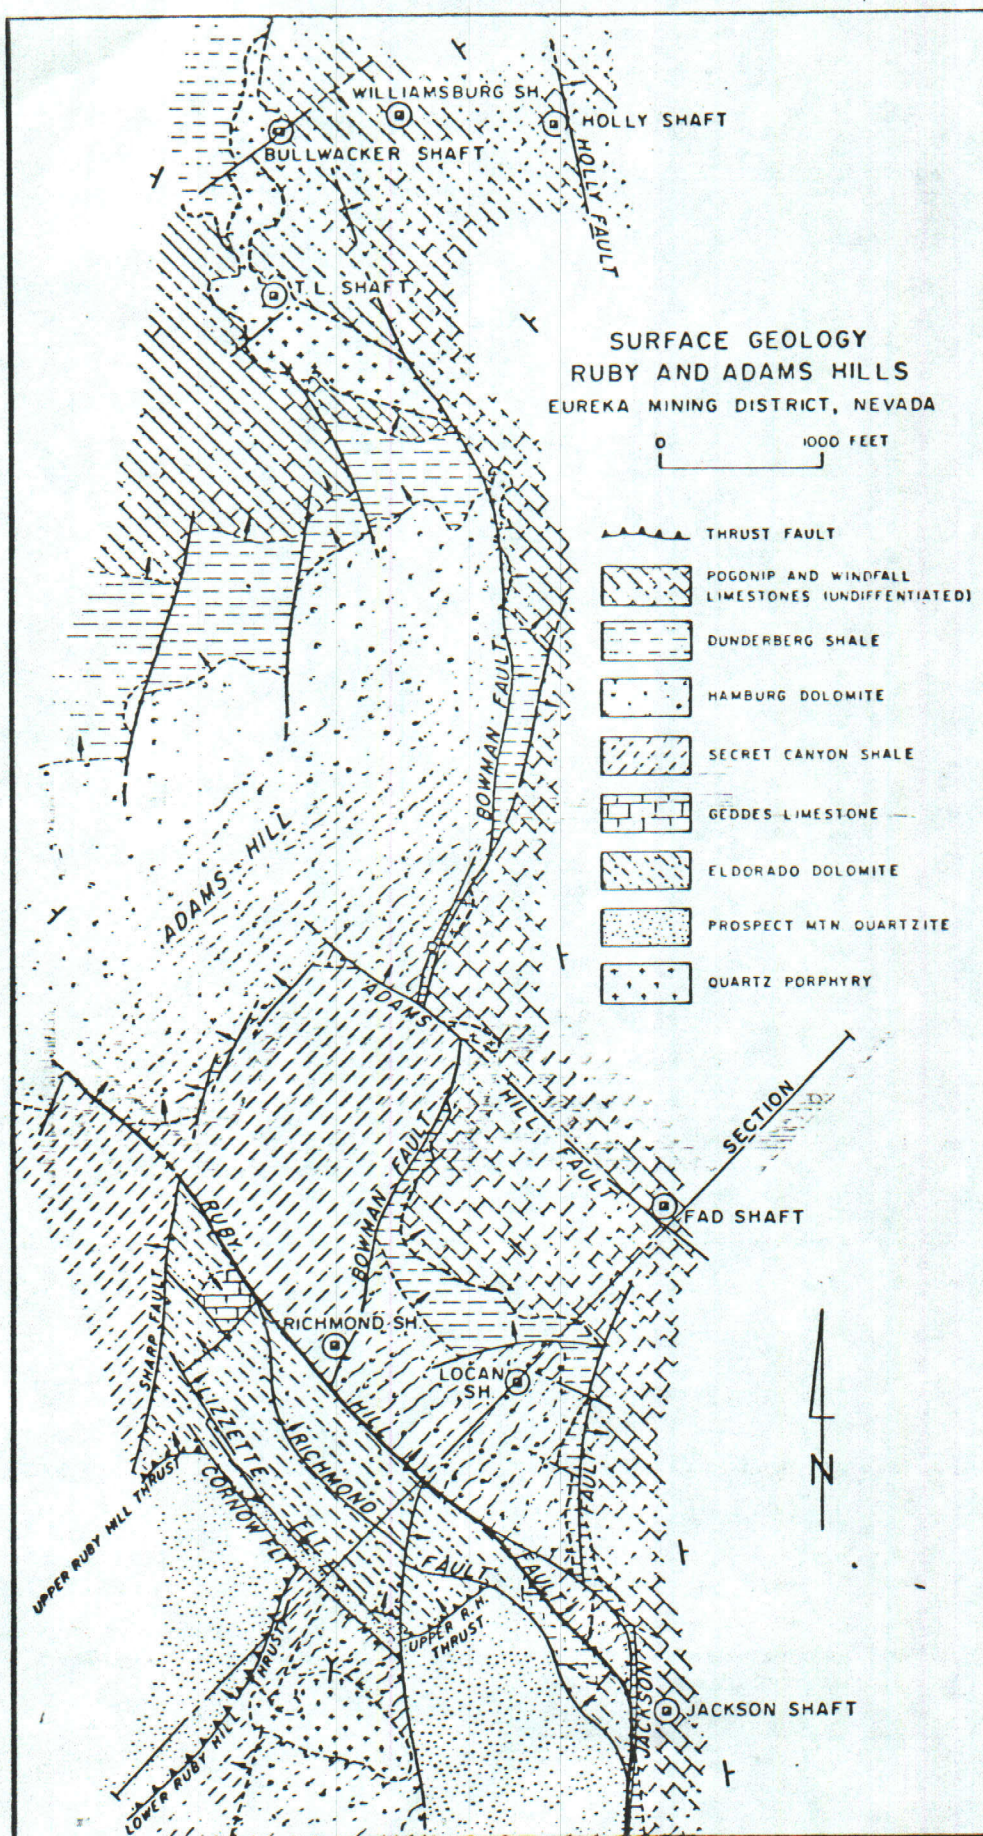 WILLIAMSBURG SH.
BULLWACKER SHAFT
HOLLY SHAFT
HOLLY FAULT
T.L. SHAFT
SURFACE GEOLOGY
RUBY AND ADAMS HILLS
EUREKA MINING DISTRICT, NEVADA
0 1000 FEET
THRUST FAULT
POGONIP AND WINDFALL
LIMESTONES (UNDIFFENTIATED)
DUNDERBERG SHALE
HAMBURG DOLOMITE
SECRET CANYON SHALE
GEDDES LIMESTONE
ELDORADO DOLOMITE
PROSPECT MTN. QUARTZITE
QUARTZ PORPHYRY
BOWMAN FAULT
ADAMS HILL
ADAMS
HILL
FAULT
SECTION
FAD SHAFT
BOWMAN FAULT
RUBY
HILL
FAULT
RICHMOND SH.
LOCAN
SH.
SHARP FAULT
LIZZETTE
FLT.
RICHMOND
FAULT
CORNOW FLT
UPPER RUBY HILL THRUST
UPPER R.H.
THRUST
LOWER RUBY HILL THRUST
JACKSON
FAULT
JACKSON SHAFT
N